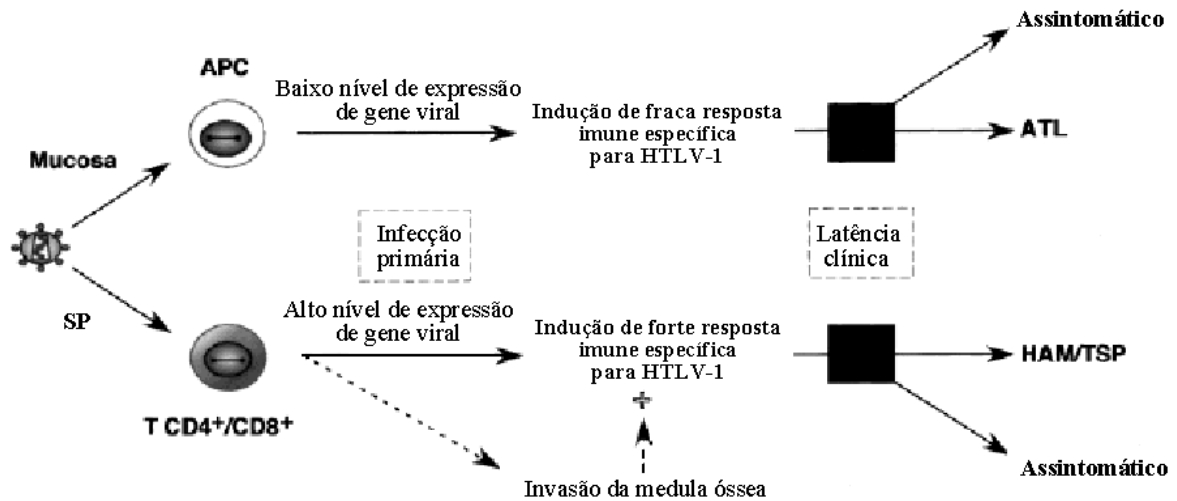 Assintomático
APC
Baixo nível de expressão
de gene viral
Indução de fraca resposta
imune específica
para HTLV-1
ATL
Mucosa
Infecção
primária
Latência
clínica
SP
Alto nível de expressão
de gene viral
Indução de forte resposta
imune específica
para HTLV-1
HAM/TSP
T CD4+/CD8+
+
Assintomático
Invasão da medula óssea